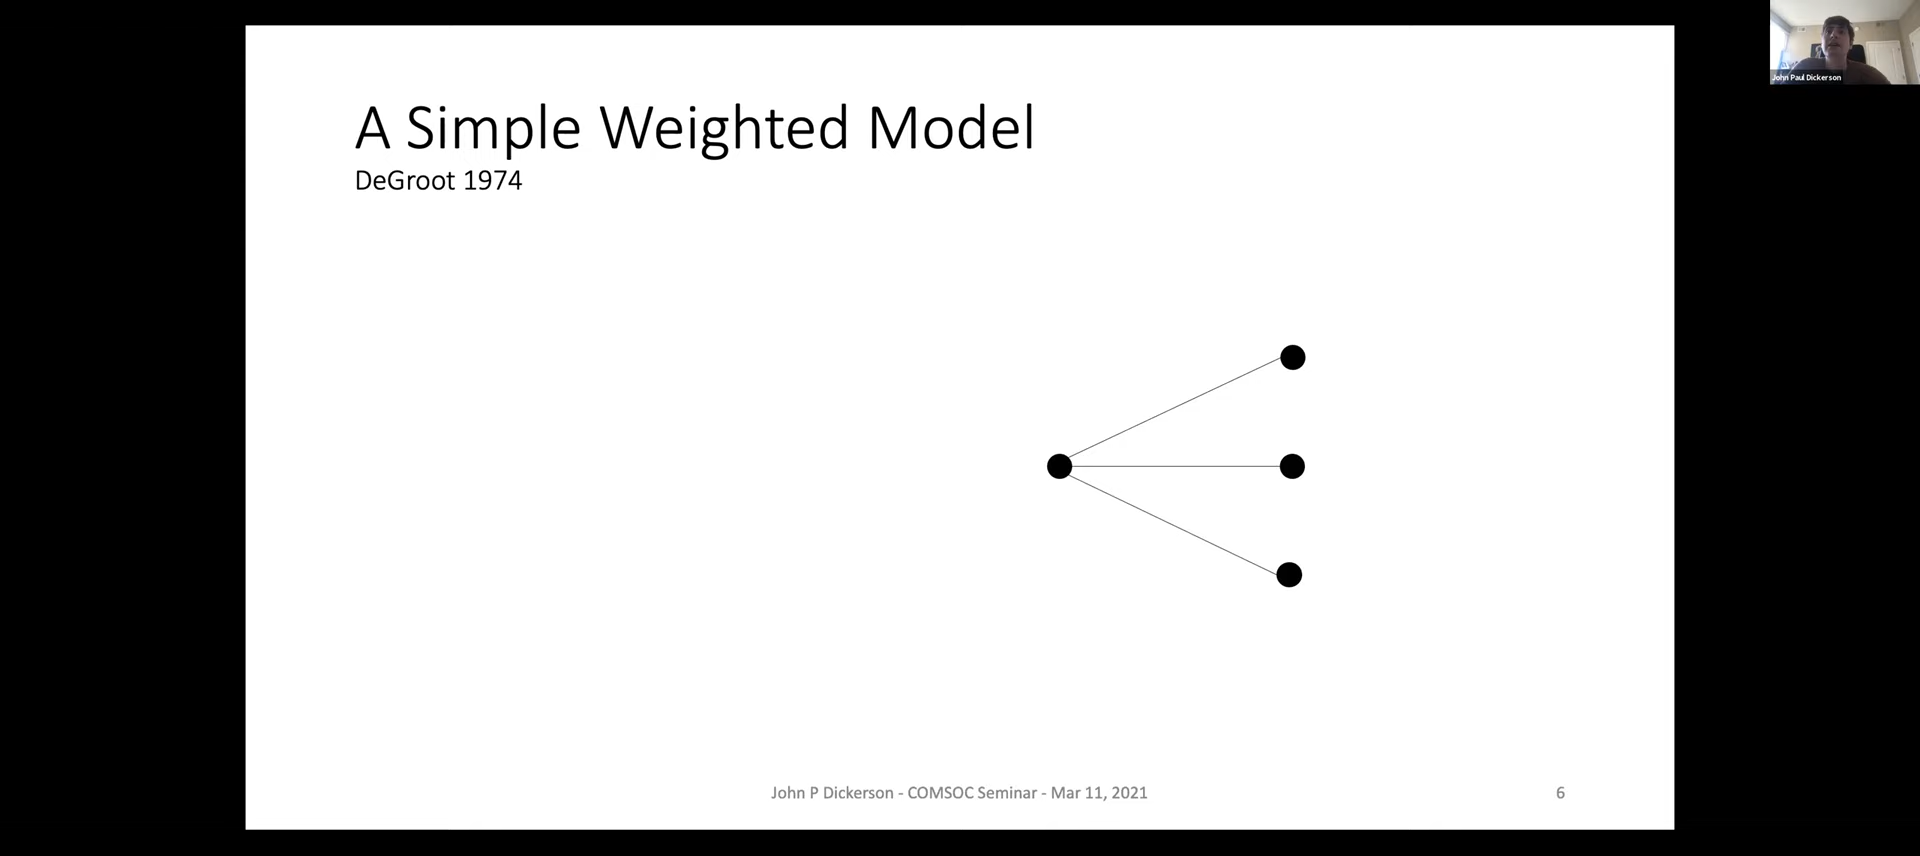 A Simple Weighted Model
DeGroot 1974
John P Dickerson - COMSOC Seminar - Mar 11, 2021
6
John Paul Dickerson